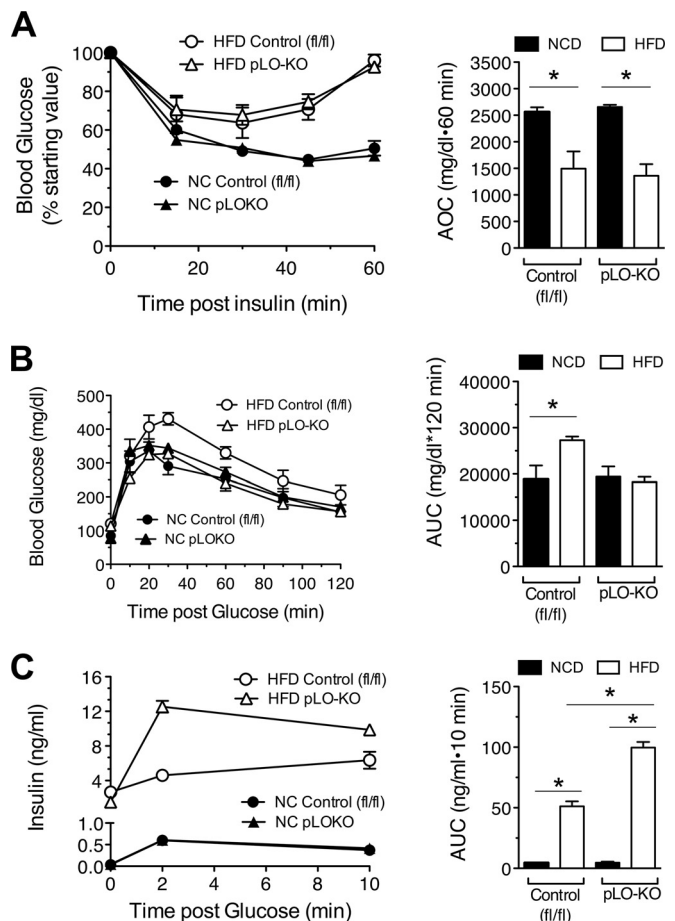 A
HFD Control (fl/fl)
HFD pLO-KO
NC Control (fl/fl)
NC pLOKO
Blood Glucose
(% starting value)
100
80
60
40
20
0
0
20
40
60
Time post insulin (min)
NCD
HFD
*
*
AOC (mg/dl•60 min)
3500
3000
2500
2000
1500
1000
500
0
Control
(fl/fl)
pLO-KO
B
HFD Control (fl/fl)
HFD pLO-KO
NC Control (fl/fl)
NC pLOKO
Blood Glucose (mg/dl)
500
400
300
200
100
0
0
20
40
60
80
100
120
Time post Glucose (min)
NCD
HFD
*
AUC (mg/dl*120 min)
40000
30000
20000
10000
0
Control
(fl/fl)
pLO-KO
C
HFD Control (fl/fl)
HFD pLO-KO
NC Control (fl/fl)
NC pLOKO
Insulin (ng/ml)
16
12
8
4
1.0
0.5
0.0
0
2
4
6
8
10
Time post Glucose (min)
NCD
HFD
*
*
*
AUC (ng/ml•10 min)
150
100
50
0
Control
(fl/fl)
pLO-KO